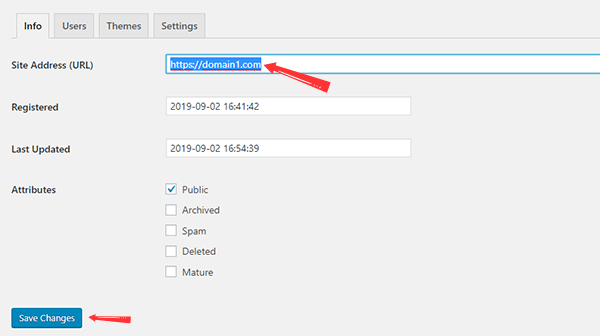 Info Users Themes Settings
Site Address (URL) https://domain1.com
Registered 2019-09-02 16:41:42
Last Updated 2019-09-02 16:54:39
Attributes Public
Archived
Spam
Deleted
Mature
Save Changes